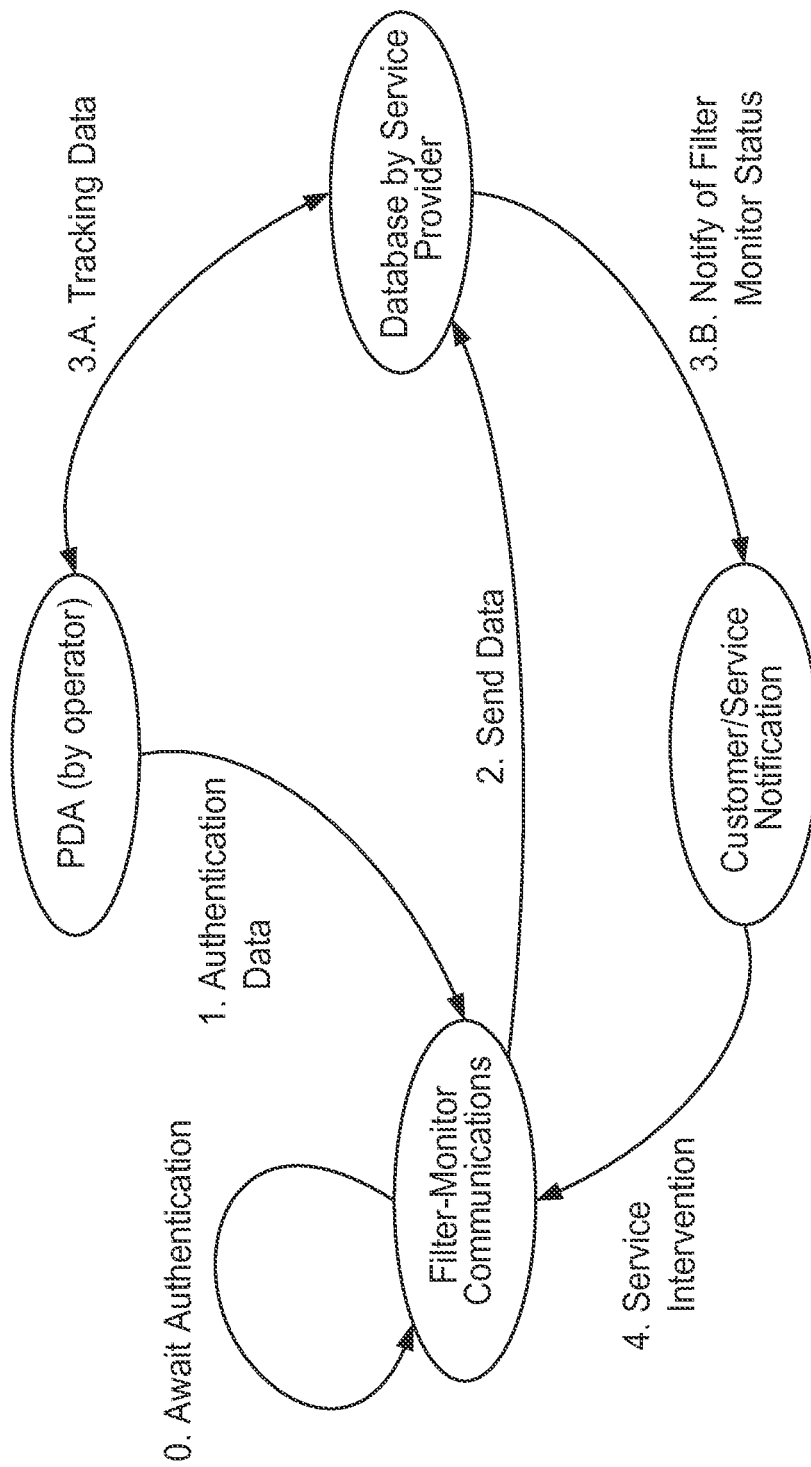 0. Await Authentication
1. Authentication
Data
PDA (by operator)
3.A. Tracking Data
Filter-Monitor
Communications
2. Send Data
Database by Service
Provider
4. Service
Intervention
Customer/Service
Notification
3.B. Notify of Filter
Monitor Status